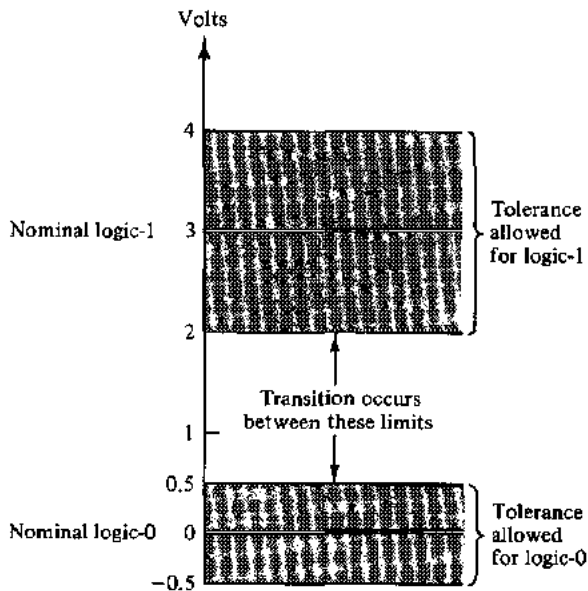 Volts
4
Nominal logic-1
3
Tolerance
allowed
for logic-1
2
Transition occurs
between these limits
1
0.5
Nominal logic-0
0
Tolerance
allowed
for logic-0
−0.5